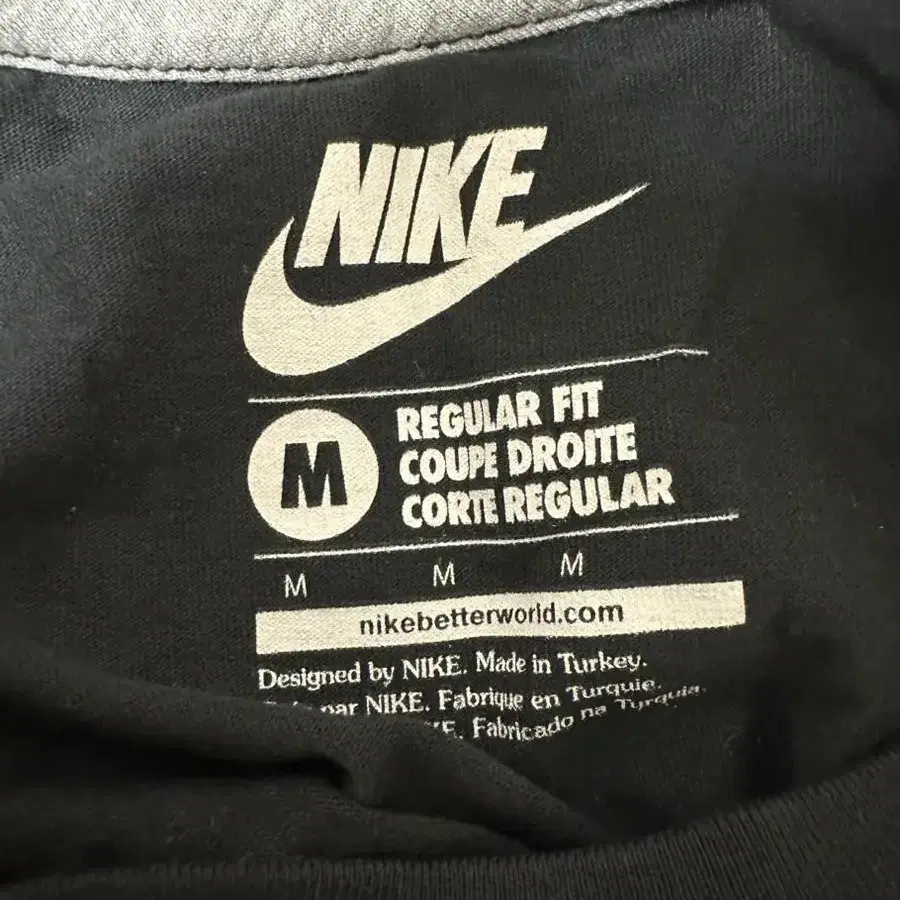 NIKE
M
REGULAR FIT
COUPE DROITE
CORTE REGULAR
M M M
nikebetterworld.com
Designed by NIKE. Made in Turkey.
par NIKE. Fabrique en Turquie.
Fabricado na Turquia.